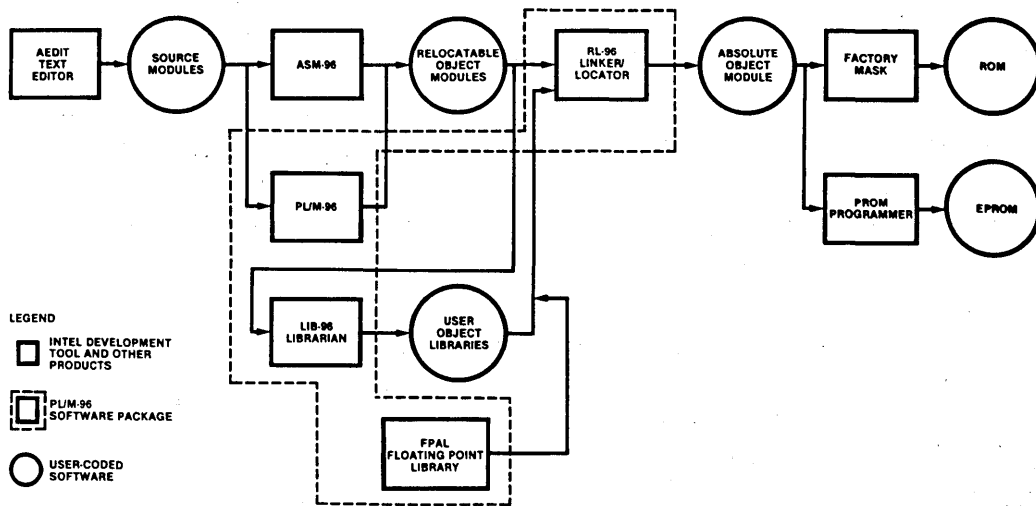 AEDIT
TEXT
EDITOR
SOURCE
MODULES
ASM-96
RELOCATABLE
OBJECT MODULES
RL-96
LINKER/
LOCATOR
ABSOLUTE
OBJECT
MODULE
FACTORY
MASK
ROM
PL/M-96
PROM
PROGRAMMER
EPROM
LIB-96
LIBRARIAN
USER
OBJECT
LIBRARIES
FPAL
FLOATING POINT
LIBRARY
LEGEND
INTEL DEVELOPMENT
TOOL AND OTHER
PRODUCTS
PL/M-96
SOFTWARE PACKAGE
USER-CODED
SOFTWARE